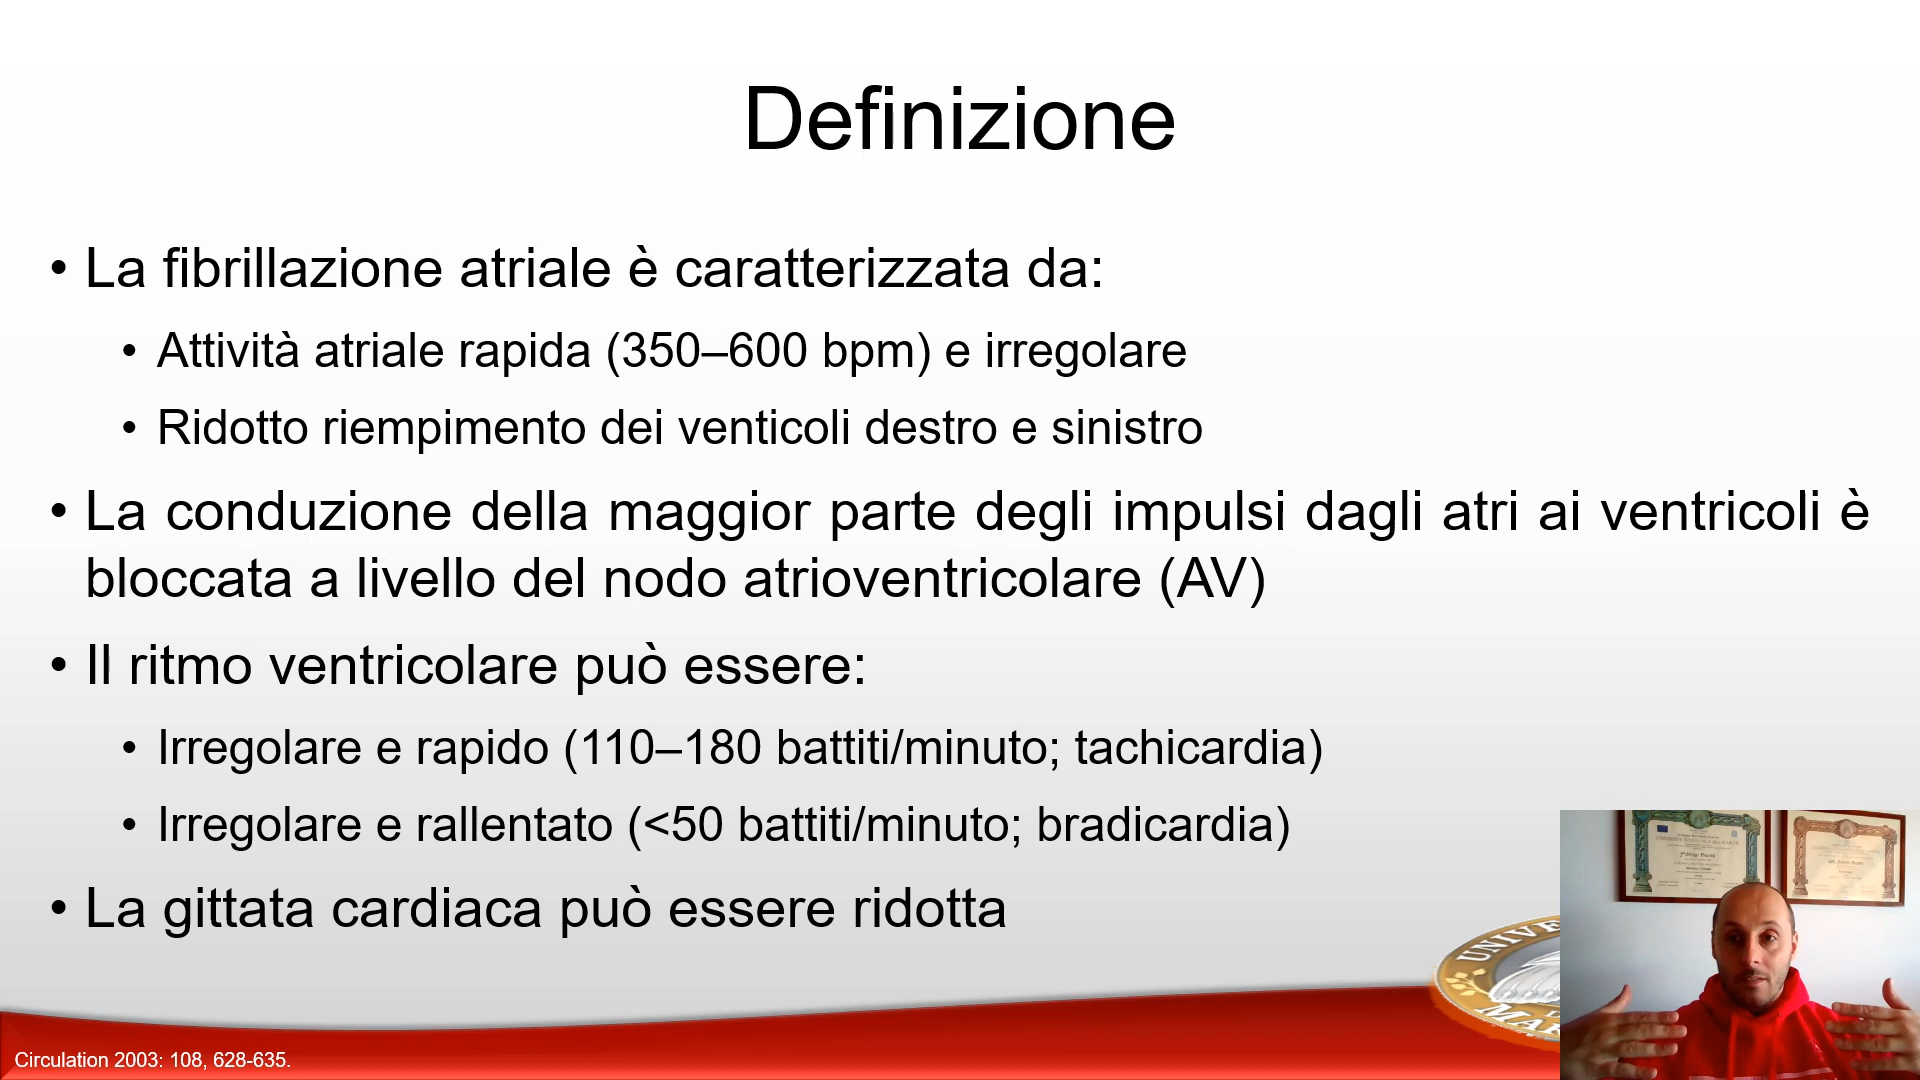 Definizione
• La fibrillazione atriale è caratterizzata da:
• Attività atriale rapida (350–600 bpm) e irregolare
• Ridotto riempimento dei venticoli destro e sinistro
• La conduzione della maggior parte degli impulsi dagli atri ai ventricoli è
bloccata a livello del nodo atrioventricolare (AV)
• Il ritmo ventricolare può essere:
• Irregolare e rapido (110–180 battiti/minuto; tachicardia)
• Irregolare e rallentato (<50 battiti/minuto; bradicardia)
• La gittata cardiaca può essere ridotta
Circulation 2003: 108, 628-635.